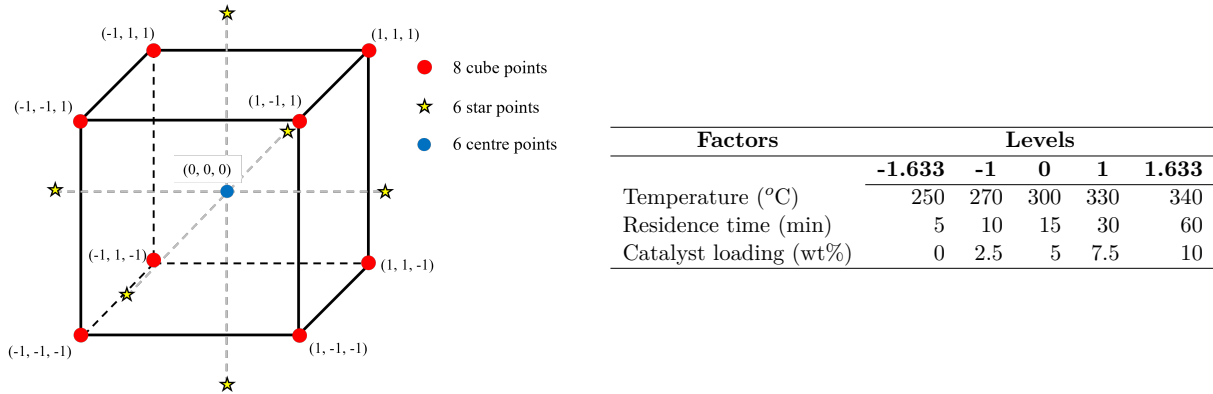 (-1, 1, 1)
(1, 1, 1)
8 cube points
(-1, -1, 1)
(1, -1, 1)
6 star points
6 centre points
(0, 0, 0)
(-1, 1, -1)
(1, 1, -1)
(-1, -1, -1)
(1, -1, -1)
Factors Levels
-1.633 -1 0 1 1.633
Temperature (°C) 250 270 300 330 340
Residence time (min) 5 10 15 30 60
Catalyst loading (wt%) 0 2.5 5 7.5 10